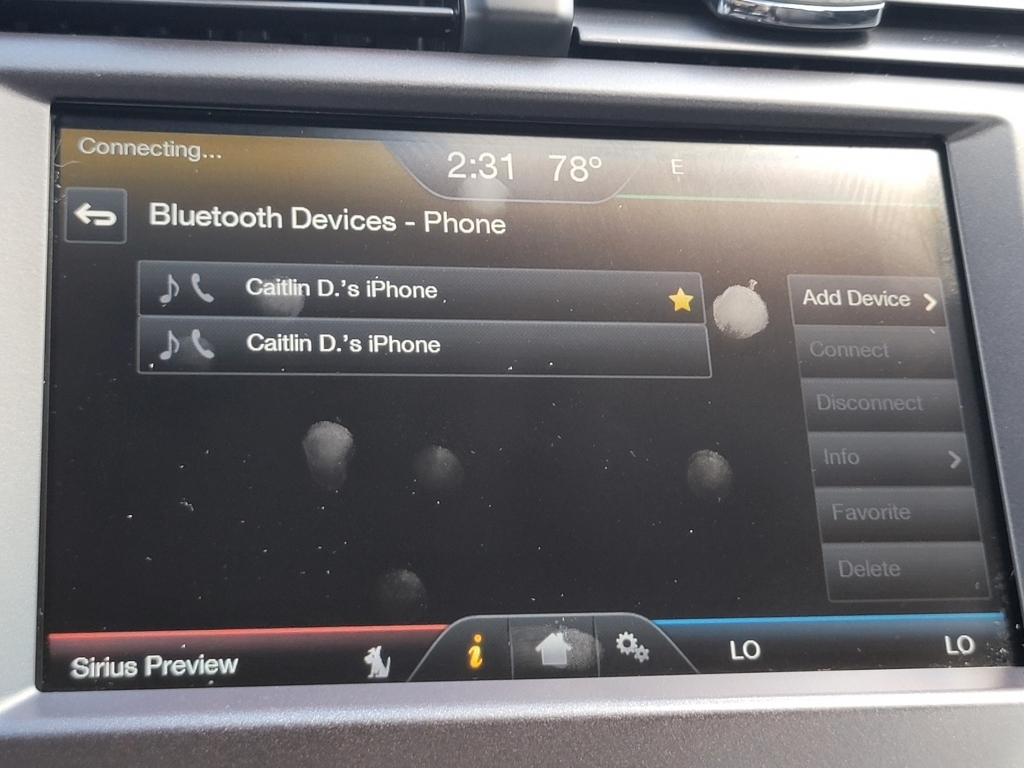 Connecting...
2:31 78° E
Bluetooth Devices - Phone
Caitlin D.'s iPhone
Caitlin D.'s iPhone
Add Device
Connect
Disconnect
Info
Favorite
Delete
Sirius Preview
i
LO
LO